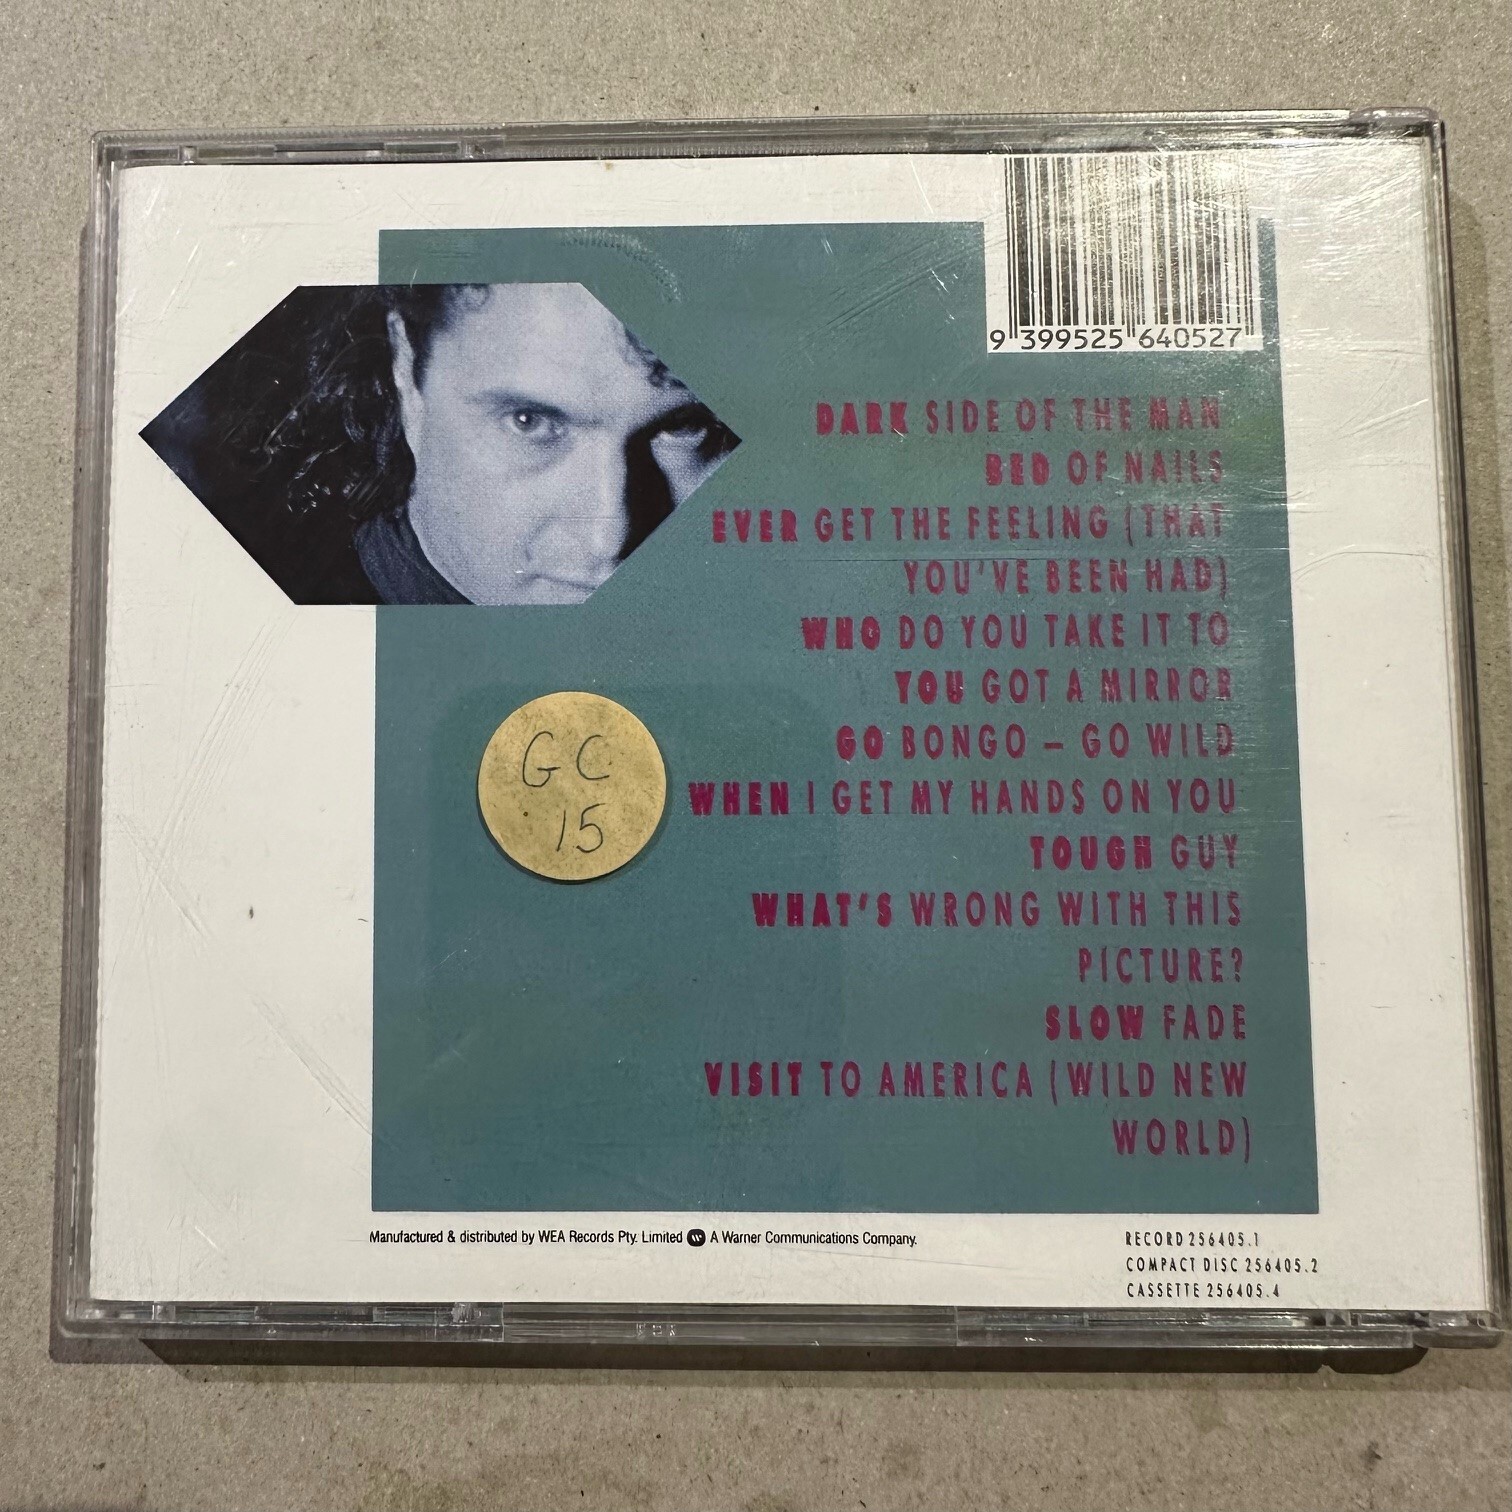 9 399525 640527
DARK SIDE OF THE MAN
BED OF NAILS
EVER GET THE FEELING (THAT
YOU'VE BEEN HAD)
WHO DO YOU TAKE IT TO
YOU GOT A MIRROR
GO BONGO – GO WILD
WHEN I GET MY HANDS ON YOU
TOUGH GUY
WHAT'S WRONG WITH THIS
PICTURE?
SLOW FADE
VISIT TO AMERICA (WILD NEW
WORLD)
GC
15
Manufactured & distributed by WEA Records Pty. Limited A Warner Communications Company.
RECORD 256405.1
COMPACT DISC 256405.2
CASSETTE 256405.4